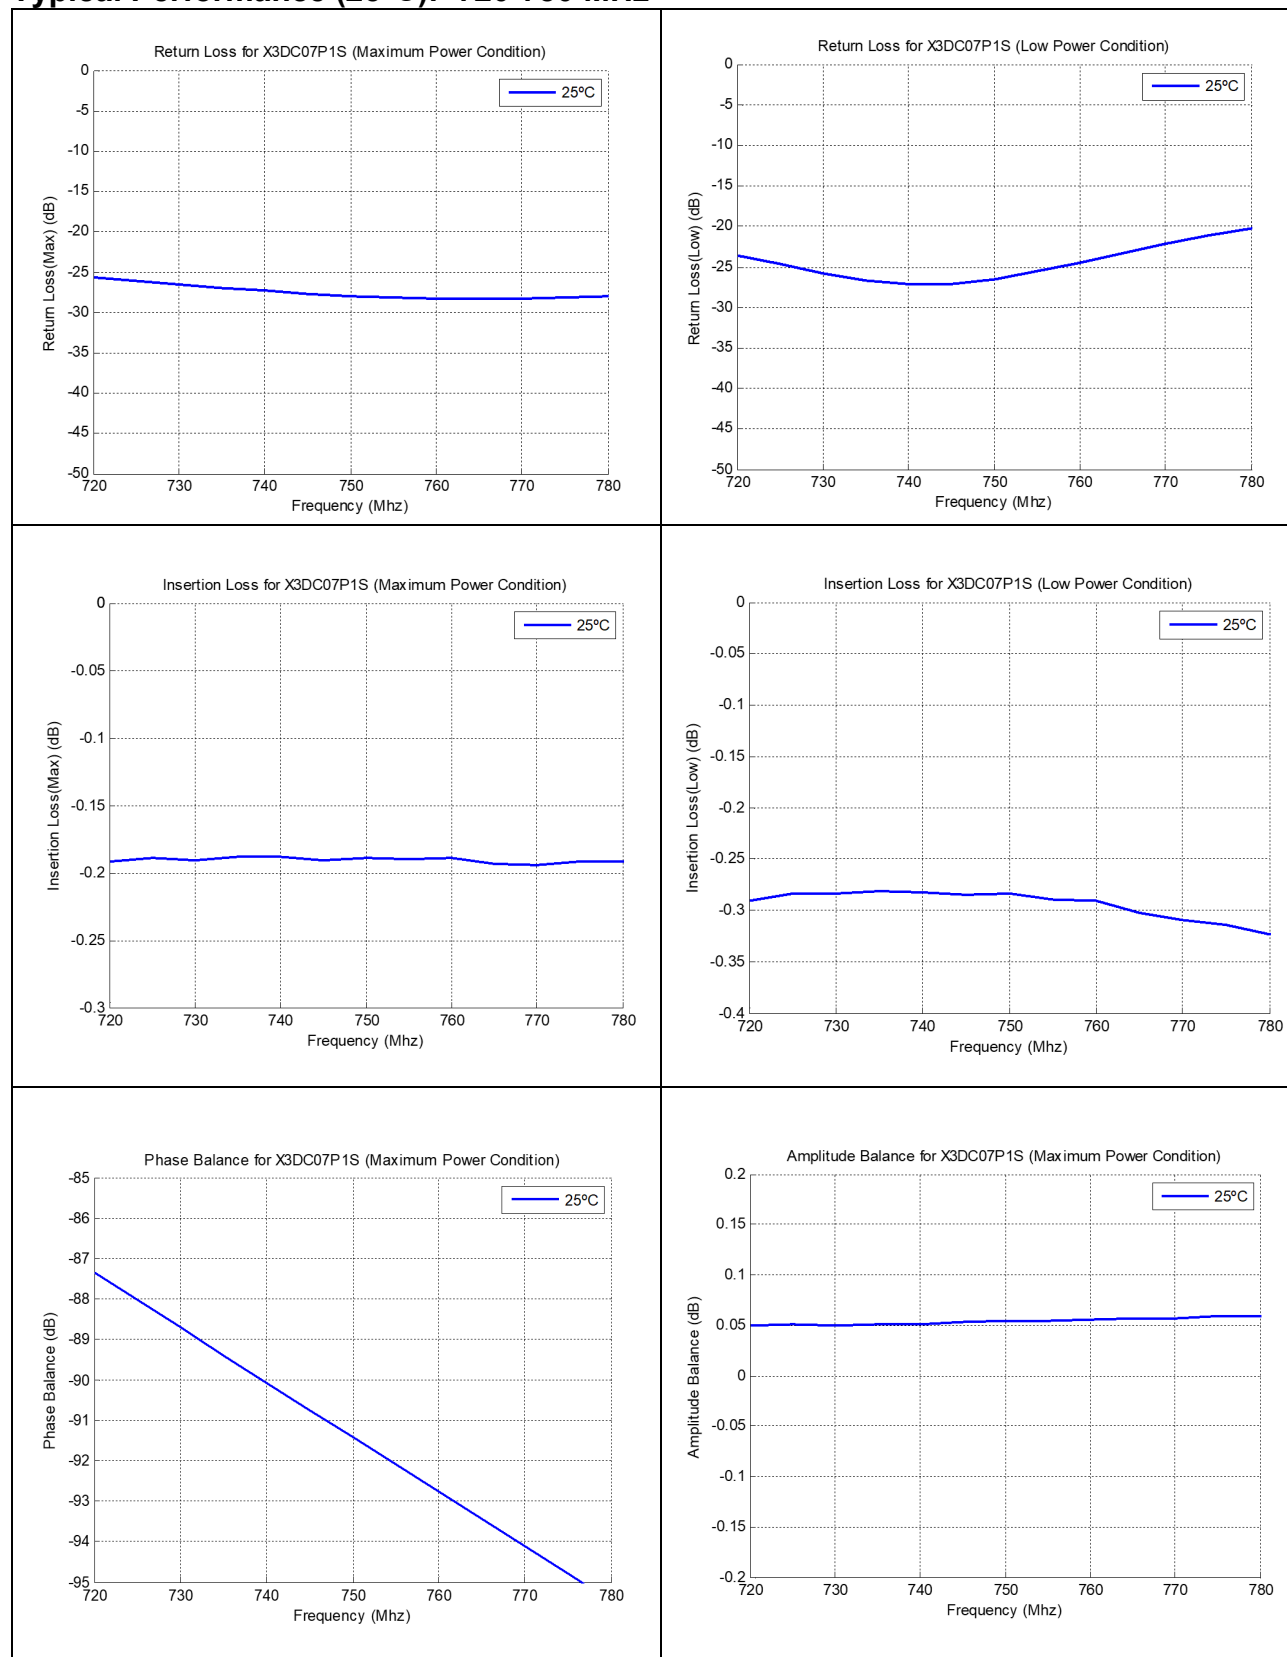 Return Loss for X3DC07P1S (Maximum Power Condition)
25ºC
Return Loss(Max) (dB)
0
-5
-10
-15
-20
-25
-30
-35
-40
-45
-50
720 730 740 750 760 770 780
Frequency (Mhz)
Return Loss for X3DC07P1S (Low Power Condition)
25ºC
Return Loss(Low) (dB)
0
-5
-10
-15
-20
-25
-30
-35
-40
-45
-50
720 730 740 750 760 770 780
Frequency (Mhz)
Insertion Loss for X3DC07P1S (Maximum Power Condition)
25ºC
Insertion Loss(Max) (dB)
0
-0.05
-0.1
-0.15
-0.2
-0.25
-0.3
720 730 740 750 760 770 780
Frequency (Mhz)
Insertion Loss for X3DC07P1S (Low Power Condition)
25ºC
Insertion Loss(Low) (dB)
0
-0.05
-0.1
-0.15
-0.2
-0.25
-0.3
-0.35
-0.4
720 730 740 750 760 770 780
Frequency (Mhz)
Phase Balance for X3DC07P1S (Maximum Power Condition)
25ºC
Phase Balance (dB)
-85
-86
-87
-88
-89
-90
-91
-92
-93
-94
-95
720 730 740 750 760 770 780
Frequency (Mhz)
Amplitude Balance for X3DC07P1S (Maximum Power Condition)
25ºC
Amplitude Balance (dB)
0.2
0.15
0.1
0.05
0
-0.05
-0.1
-0.15
-0.2
720 730 740 750 760 770 780
Frequency (Mhz)